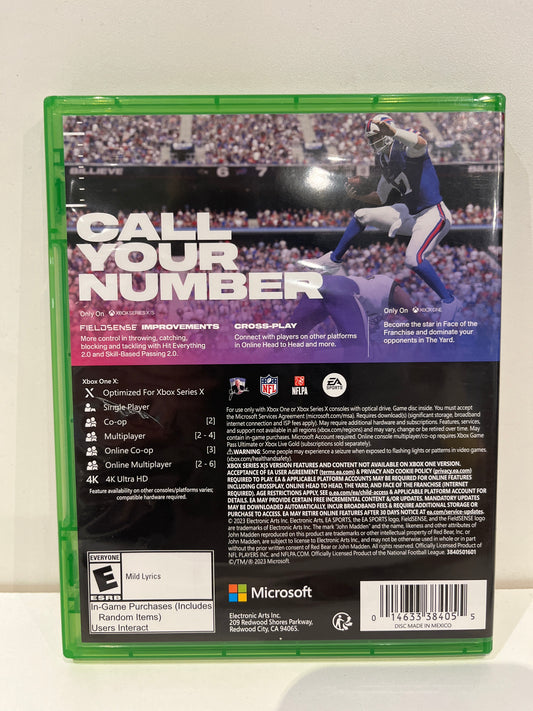 BILLIEVE
6
7
CALL
YOUR
NUMBER
Only On XBOX SERIES X|S
FIELDSENSE IMPROVEMENTS
More control in throwing, catching,
blocking and tackling with Hit Everything
2.0 and Skill-Based Passing 2.0.
CROSS-PLAY
Connect with players on other platforms
in Online Head to Head and more.
Only On XBOX ONE
Become the star in Face of the
Franchise and dominate your
opponents in The Yard.
Xbox One X:
X Optimized For Xbox Series X
Single Player
Co-op [2]
Multiplayer [2 - 4]
Online Co-op [3]
Online Multiplayer [2 - 6]
4K 4K Ultra HD
Feature availability on other consoles/platforms varies;
compatible hardware required.
NFL
NFLPA
EA
SPORTS
For use only with Xbox One or Xbox Series X consoles with optical drive. Game disc inside. You must accept
the Microsoft Services Agreement (microsoft.com/msa). Requires download(s) (significant storage, broadband
internet connection and ISP fees apply). May require additional hardware and subscriptions. Features, services,
and support not available in all regions (xbox.com/regions) and may vary, change or be retired over time. May
contain in-game purchases. Microsoft Account required. Online console multiplayer/co-op requires Xbox Game
Pass Ultimate or Xbox Live Gold (subscriptions sold separately).
WARNING: Some people may experience a seizure when exposed to flashing lights or patterns in video games
(xbox.com/healthandsafety).
XBOX SERIES X|S VERSION FEATURES AND CONTENT NOT AVAILABLE ON XBOX ONE VERSION.
ACCEPTANCE OF EA USER AGREEMENT (terms.ea.com) & PRIVACY AND COOKIE POLICY (privacy.ea.com)
REQUIRED TO PLAY. EA & APPLICABLE PLATFORM ACCOUNTS MAY BE REQUIRED FOR ONLINE FEATURES
INCLUDING CROSSPLAY, ONLINE HEAD TO HEAD, THE YARD, AND FACE OF THE FRANCHISE (INTERNET
REQUIRED). AGE RESTRICTIONS APPLY. SEE o.ea.com/ea/child-access & APPLICABLE PLATFORM ACCOUNT FOR
DETAILS. EA MAY PROVIDE CERTAIN FREE INCREMENTAL CONTENT &/OR UPDATES. MINOR UPDATES MAY
BE DOWNLOADED AUTOMATICALLY, INCUR BROADBAND FEES & REQUIRE ADDITIONAL STORAGE OR
PURCHASE TO ACCESS. EA MAY RETIRE ONLINE FEATURES AFTER 30 DAYS NOTICE AT ea.com/service-updates.
© 2023 Electronic Arts Inc. Electronic Arts, EA SPORTS, the EA SPORTS logo, FieldSENSE, and the FieldSENSE logo
are trademarks of Electronic Arts Inc. The mark "John Madden" and the name, likeness and other attributes of
John Madden reproduced on this product are trademarks or other intellectual property of Red Bear, Inc. or
John Madden, are subject to license to Electronic Arts Inc., and may not be otherwise used in whole or in part
without the prior written consent of Red Bear or John Madden. All rights reserved. Officially Licensed Product of
NFL PLAYERS INC. and NFLPA.COM. Officially Licensed Product of the National Football League. 3840501601
©/TM/® 2023 Microsoft.
EVERYONE
E
ESRB
Mild Lyrics
In-Game Purchases (Includes
Random Items)
Users Interact
Microsoft
Electronic Arts Inc.
209 Redwood Shores Parkway,
Redwood City, CA 94065.
0 14633 38405 5
DISC MADE IN MEXICO